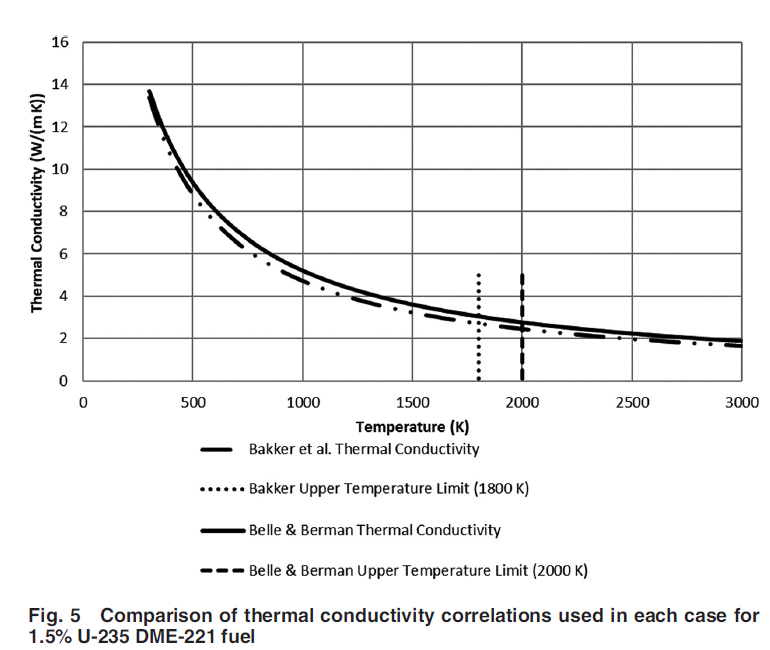 16
14
12
10
8
6
4
2
0
Thermal Conductivity (W/(mK))
0 500 1000 1500 2000 2500 3000
Temperature (K)
Bakker et al. Thermal Conductivity
Bakker Upper Temperature Limit (1800 K)
Belle & Berman Thermal Conductivity
Belle & Berman Upper Temperature Limit (2000 K)
Fig. 5 Comparison of thermal conductivity correlations used in each case for
1.5% U-235 DME-221 fuel